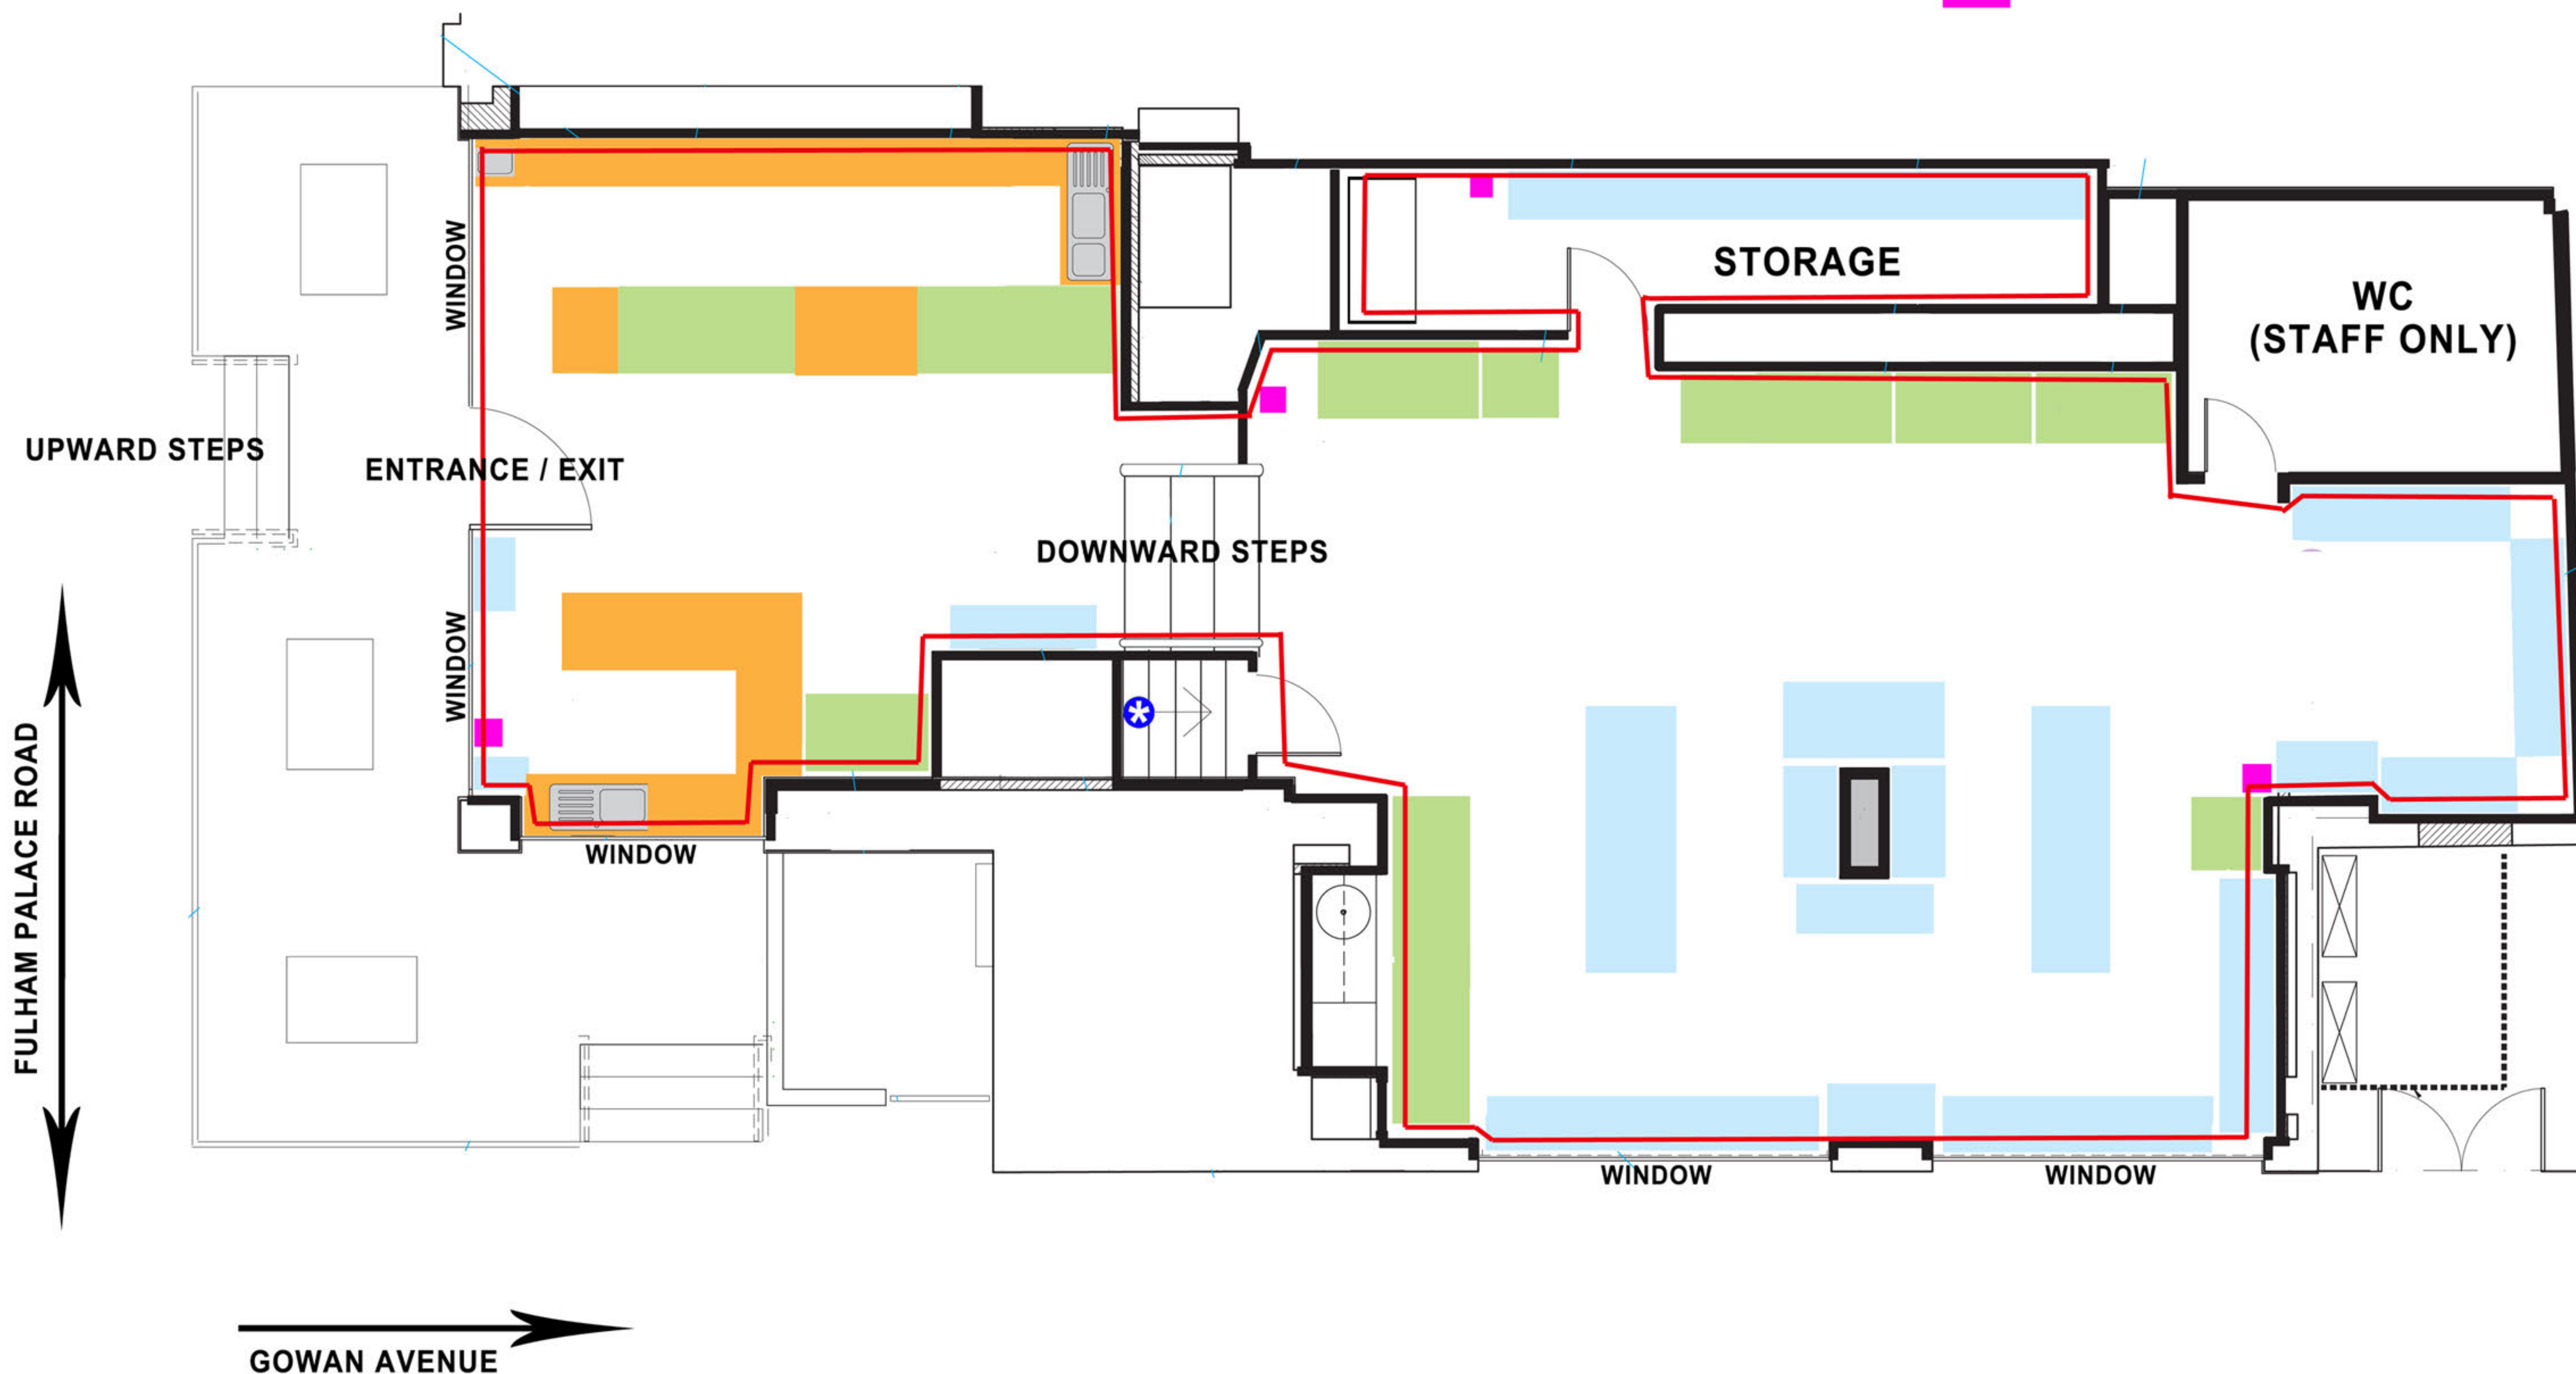 STORAGE
WC
(STAFF ONLY)
WINDOW
UPWARD STEPS
ENTRANCE / EXIT
DOWNWARD STEPS
WINDOW
FULHAM PALACE ROAD
WINDOW
WINDOW
WINDOW
GOWAN AVENUE